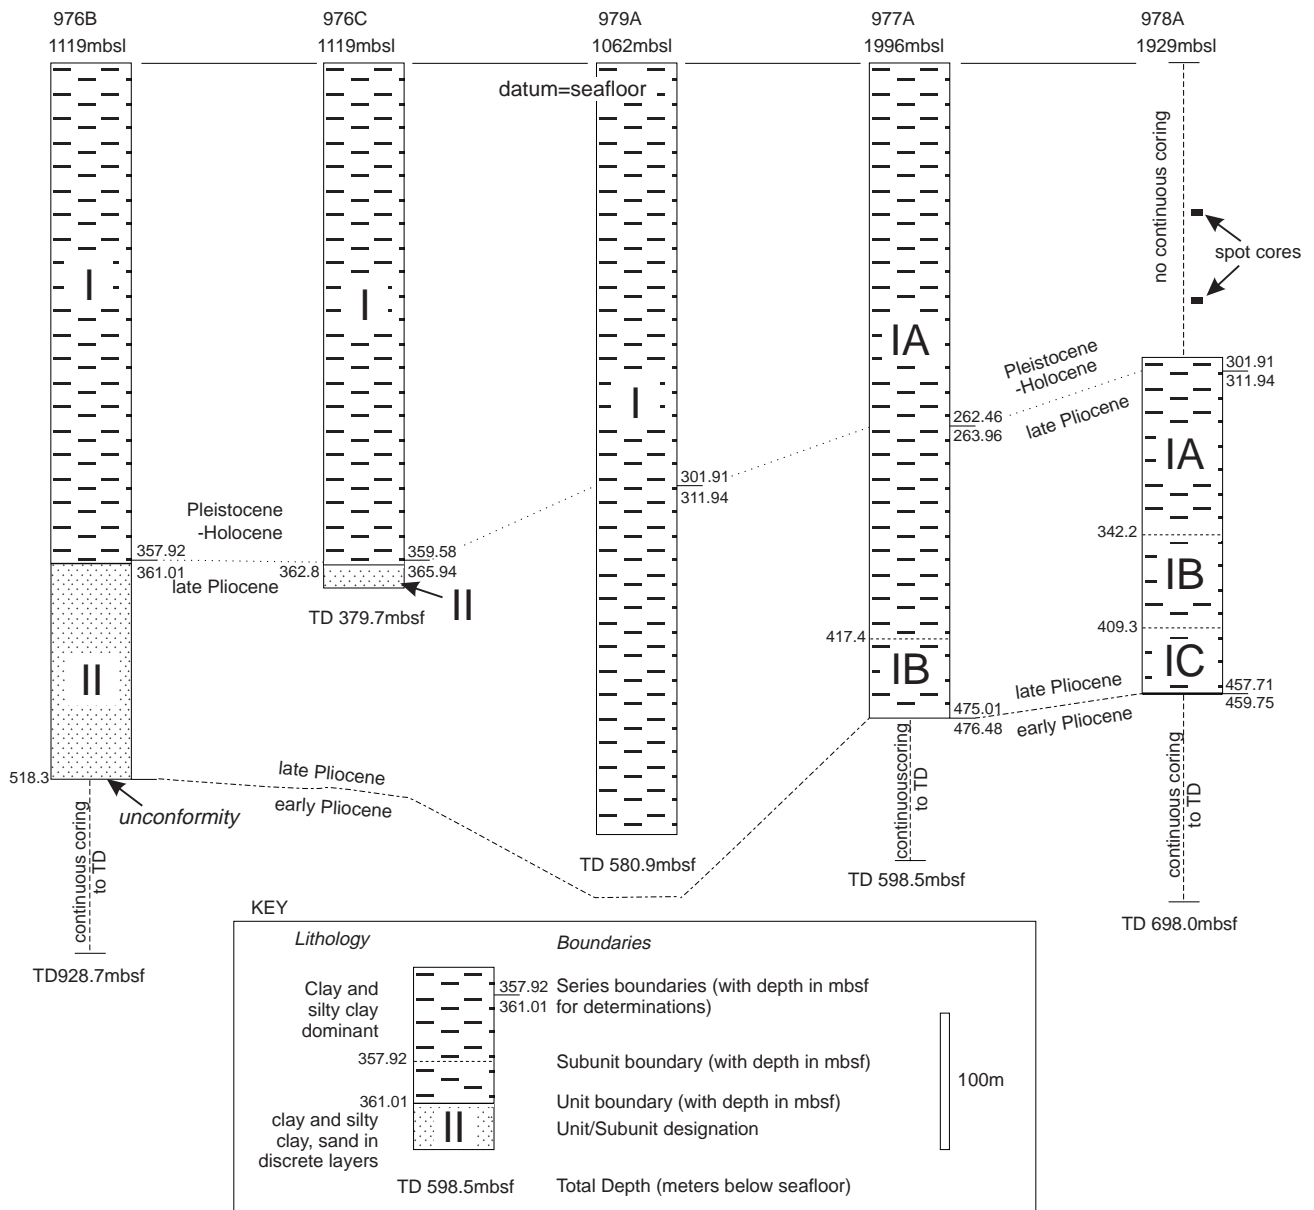 976B
1119mbsl
976C
1119mbsl
979A
1062mbsl
977A
1996mbsl
978A
1929mbsl
datum=seafloor
no continuous coring
spot cores
I
I
I
IA
Pleistocene
-Holocene
late Pliocene
262.46
263.96
301.91
311.94
IA
301.91
311.94
Pleistocene
-Holocene
late Pliocene
357.92
361.01
362.8
359.58
365.94
II
TD 379.7mbsf
342.2
IB
409.3
IC
417.4
IB
II
late Pliocene
early Pliocene
457.71
459.75
475.01
476.48
518.3
unconformity
late Pliocene
early Pliocene
continuous coring
to TD
continuouscoring
to TD
continuous coring
to TD
TD 580.9mbsf
TD 598.5mbsf
TD 698.0mbsf
TD928.7mbsf
KEY
Lithology
Boundaries
Clay and
silty clay
dominant
357.92
361.01
Series boundaries (with depth in mbsf
for determinations)
357.92
Subunit boundary (with depth in mbsf)
361.01
Unit boundary (with depth in mbsf)
clay and silty
clay, sand in
discrete layers
II
Unit/Subunit designation
TD 598.5mbsf
Total Depth (meters below seafloor)
100m